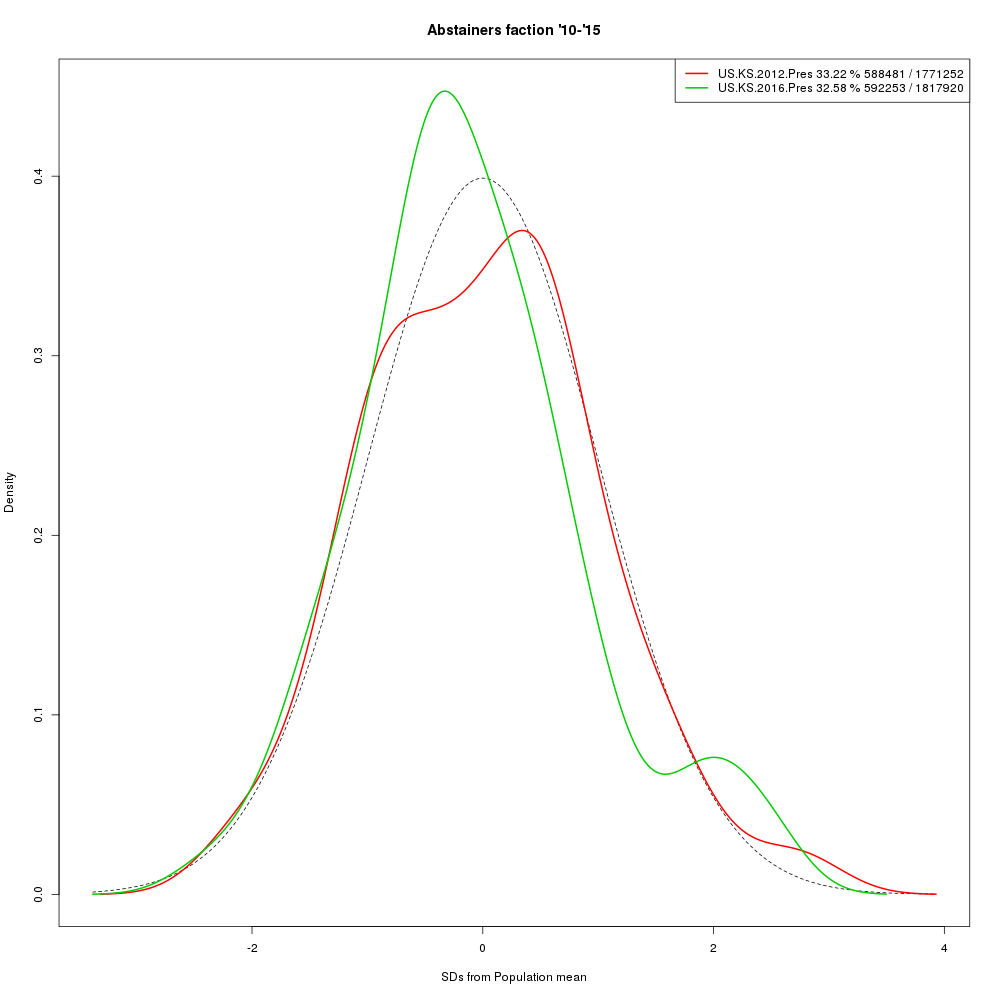 Abstainers faction '10-'15
US.KS.2012.Pres 33.22 % 588481 / 1771252
US.KS.2016.Pres 32.58 % 592253 / 1817920
Density
0.4
0.3
0.2
0.1
0.0
-2 0 2 4
SDs from Population mean